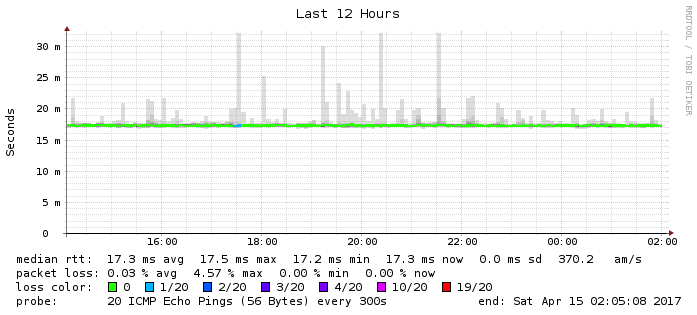 Last 12 Hours
RRDTOOL / TOBI OETIKER
Seconds
30 m
25 m
20 m
15 m
10 m
5 m
0
16:00 18:00 20:00 22:00 00:00 02:00
median rtt: 17.3 ms avg 17.5 ms max 17.2 ms min 17.3 ms now 0.0 ms sd 370.2 am/s
packet loss: 0.03 % avg 4.57 % max 0.00 % min 0.00 % now
loss color: 0 1/20 2/20 3/20 4/20 10/20 19/20
probe: 20 ICMP Echo Pings (56 Bytes) every 300s end: Sat Apr 15 02:05:08 2017